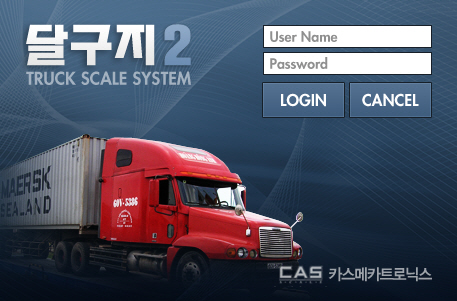 달구지2
TRUCK SCALE SYSTEM
User Name
Password
LOGIN CANCEL
MAERSK
SEALAND
CAS 카스메카트로닉스